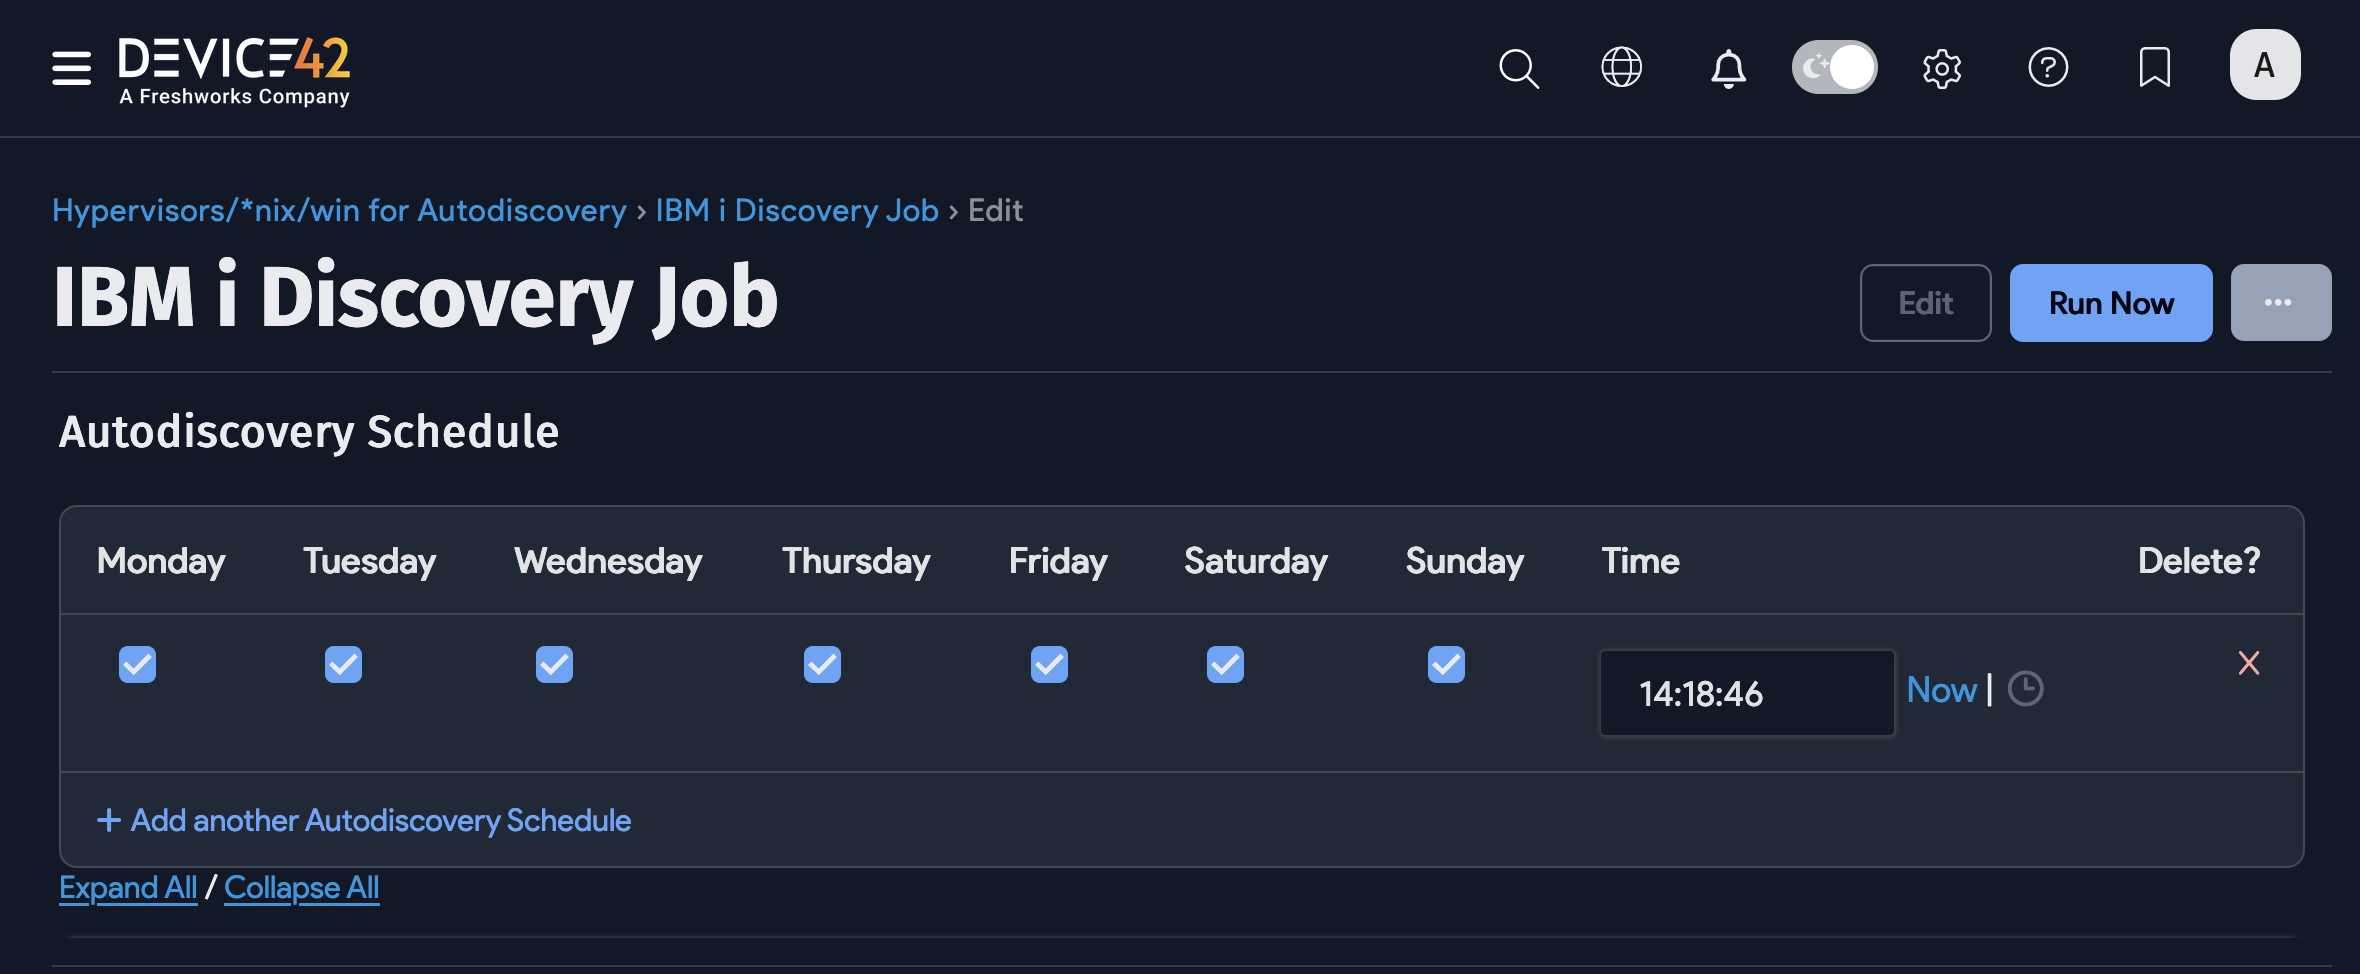 DEVICE42
A Freshworks Company
A
Hypervisors/*nix/win for Autodiscovery › IBM i Discovery Job › Edit
IBM i Discovery Job
Edit
Run Now
···
Autodiscovery Schedule
Monday Tuesday Wednesday Thursday Friday Saturday Sunday Time Delete?
14:18:46 Now |
+ Add another Autodiscovery Schedule
Expand All / Collapse All